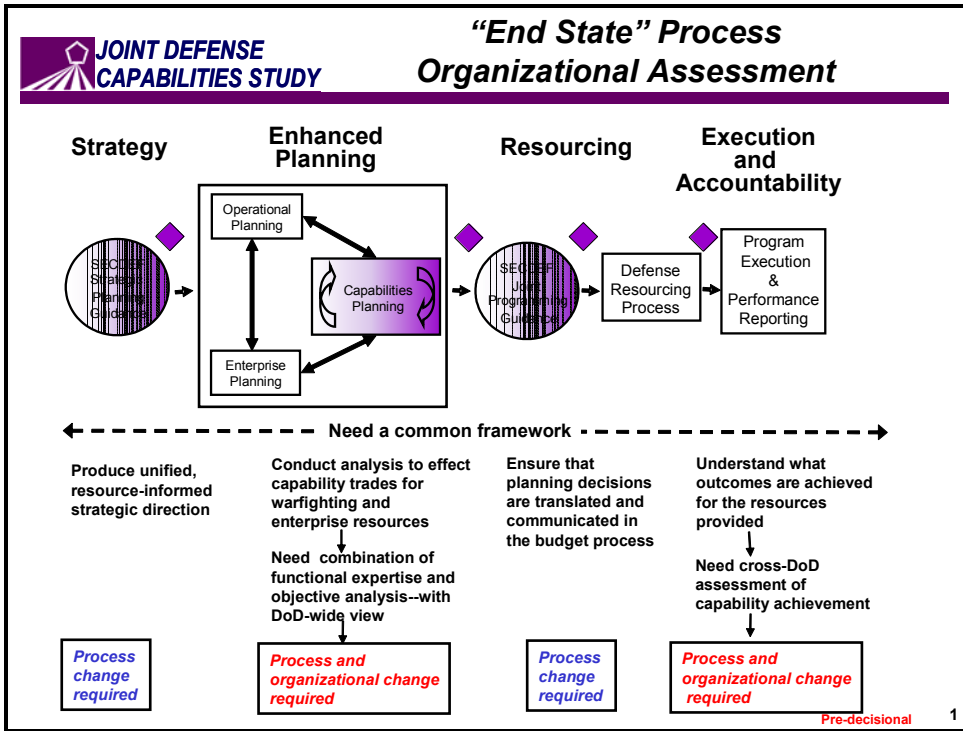 JOINT DEFENSE
CAPABILITIES STUDY
“End State” Process
Organizational Assessment
Strategy
Enhanced
Planning
Resourcing
Execution
and
Accountability
SECDEF
Strategic
Planning
Guidance
Operational
Planning
Capabilities
Planning
Enterprise
Planning
SECDEF
Joint
Programming
Guidance
Defense
Resourcing
Process
Program
Execution
&
Performance
Reporting
Need a common framework
Produce unified,
resource-informed
strategic direction
Conduct analysis to effect
capability trades for
warfighting and
enterprise resources
Need combination of
functional expertise and
objective analysis--with
DoD-wide view
Ensure that
planning decisions
are translated and
communicated in
the budget process
Understand what
outcomes are achieved
for the resources
provided
Need cross-DoD
assessment of
capability achievement
Process
change
required
Process and
organizational change
required
Process
change
required
Process and
organizational change
required
Pre-decisional
1